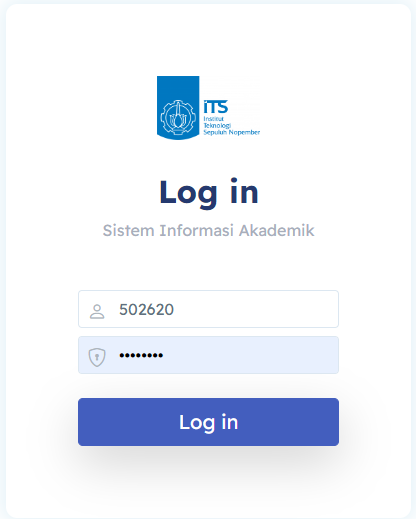 iTS
Institut
Teknologi
Sepuluh Nopember
Log in
Sistem Informasi Akademik
502620
••••••••
Log in